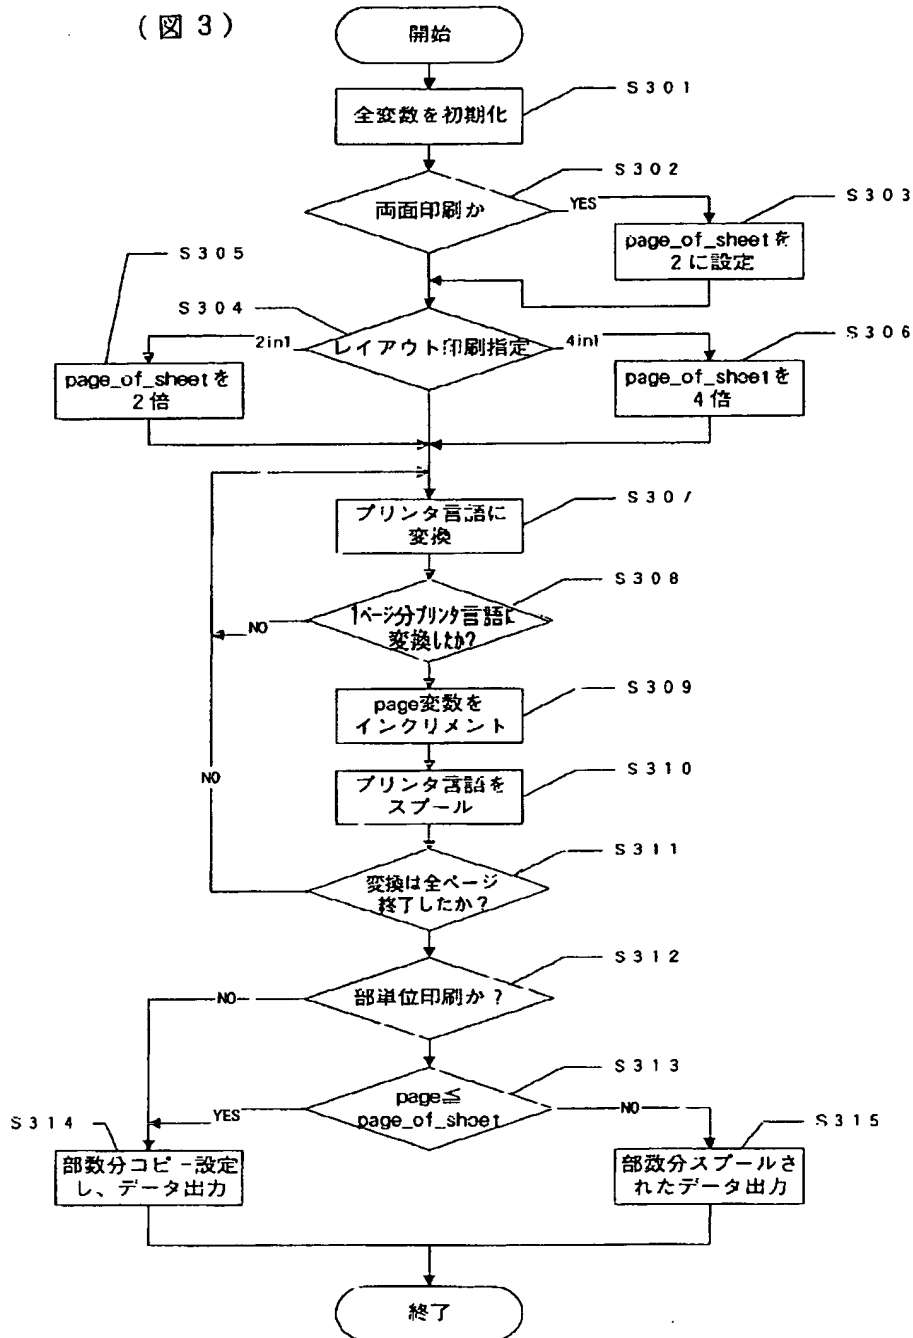 (図3)
開始
S301
全変数を初期化
S302
両面印刷か
YES
S303
page_of_sheetを
2に設定
S305
S304
2in1
レイアウト印刷指定
4in1
S306
page_of_sheetを
2倍
page_of_sheetを
4倍
S307
プリンタ言語に
変換
S308
1ページ分プリンタ言語に
変換したか?
NO
S309
page変数を
インクリメント
NO
S310
プリンタ言語を
スプール
S311
変換は全ページ
終了したか?
S312
NO
部単位印刷か?
S313
page≦
page_of_sheet
YES
NO
S314
S315
部数分コピー設定
し、データ出力
部数分スプールさ
れたデータ出力
終了